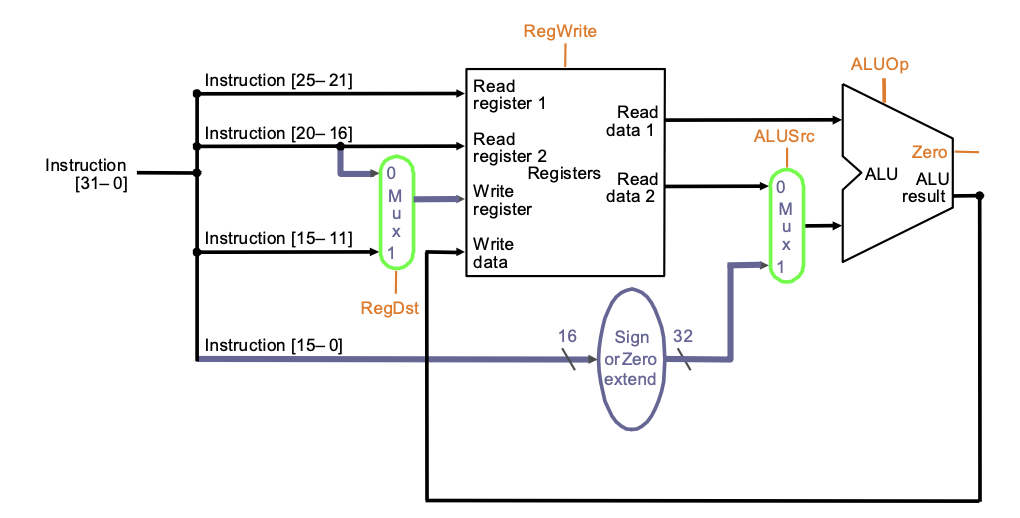 RegWrite
ALUOp
Instruction [25– 21]
Read
register 1
Read
data 1
Instruction [20– 16]
Read
register 2
ALUSrc
Zero
Instruction
[31– 0]
0
M
u
x
1
Registers
Write
register
Read
data 2
0
M
u
x
1
ALU
ALU
result
Instruction [15– 11]
Write
data
RegDst
Instruction [15– 0]
16
Sign
orZero
extend
32